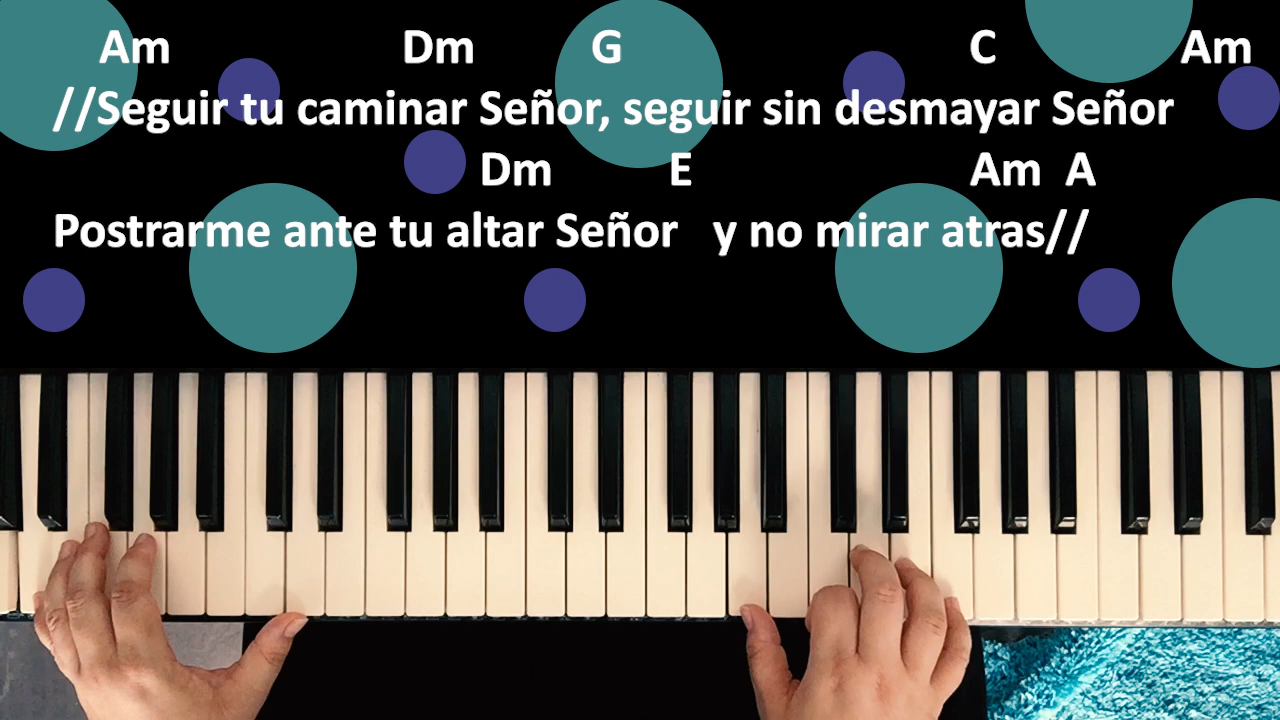 Am Dm G C Am
//Seguir tu caminar Señor, seguir sin desmayar Señor
Dm E Am A
Postrarme ante tu altar Señor y no mirar atras//